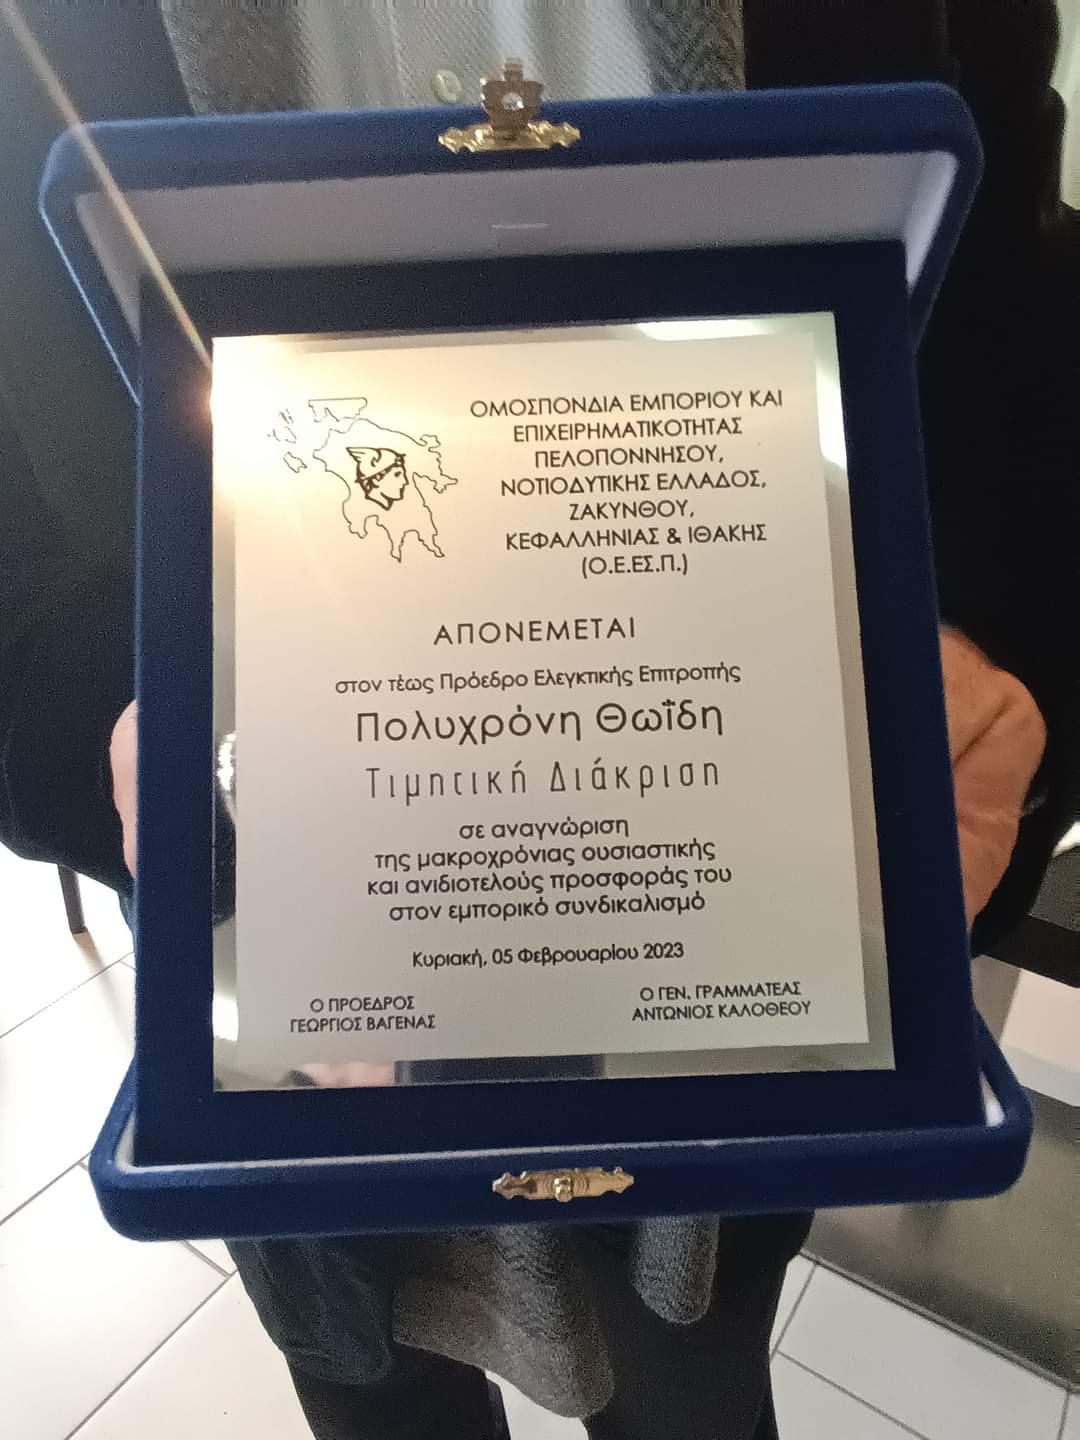 ΟΜΟΣΠΟΝΔΙΑ ΕΜΠΟΡΙΟΥ ΚΑΙ
ΕΠΙΧΕΙΡΗΜΑΤΙΚΟΤΗΤΑΣ
ΠΕΛΟΠΟΝΝΗΣΟΥ,
ΝΟΤΙΟΔΥΤΙΚΗΣ ΕΛΛΑΔΟΣ,
ΖΑΚΥΝΘΟΥ,
ΚΕΦΑΛΛΗΝΙΑΣ & ΙΘΑΚΗΣ
(Ο.Ε.ΕΣ.Π.)
ΑΠΟΝΕΜΕΤΑΙ
στον τέως Πρόεδρο Ελεγκτικής Επιτροπής
Πολυχρόνη Θωΐδη
Τιμητική Διάκριση
σε αναγνώριση
της μακροχρόνιας ουσιαστικής
και ανιδιοτελούς προσφοράς του
στον εμπορικό συνδικαλισμό
Κυριακή, 05 Φεβρουαρίου 2023
Ο ΠΡΟΕΔΡΟΣ
ΓΕΩΡΓΙΟΣ ΒΑΓΕΝΑΣ
Ο ΓΕΝ. ΓΡΑΜΜΑΤΕΑΣ
ΑΝΤΩΝΙΟΣ ΚΑΛΟΘΕΟΥ